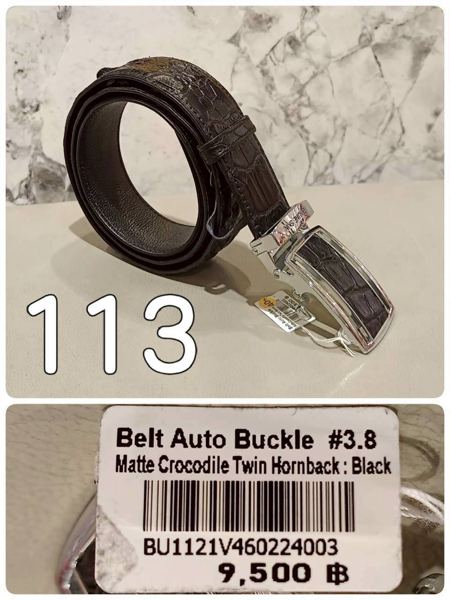 113
Belt Auto Buckle #3.8
Matte Crocodile Twin Hornback : Black
BU1121V460224003
9,500 ฿